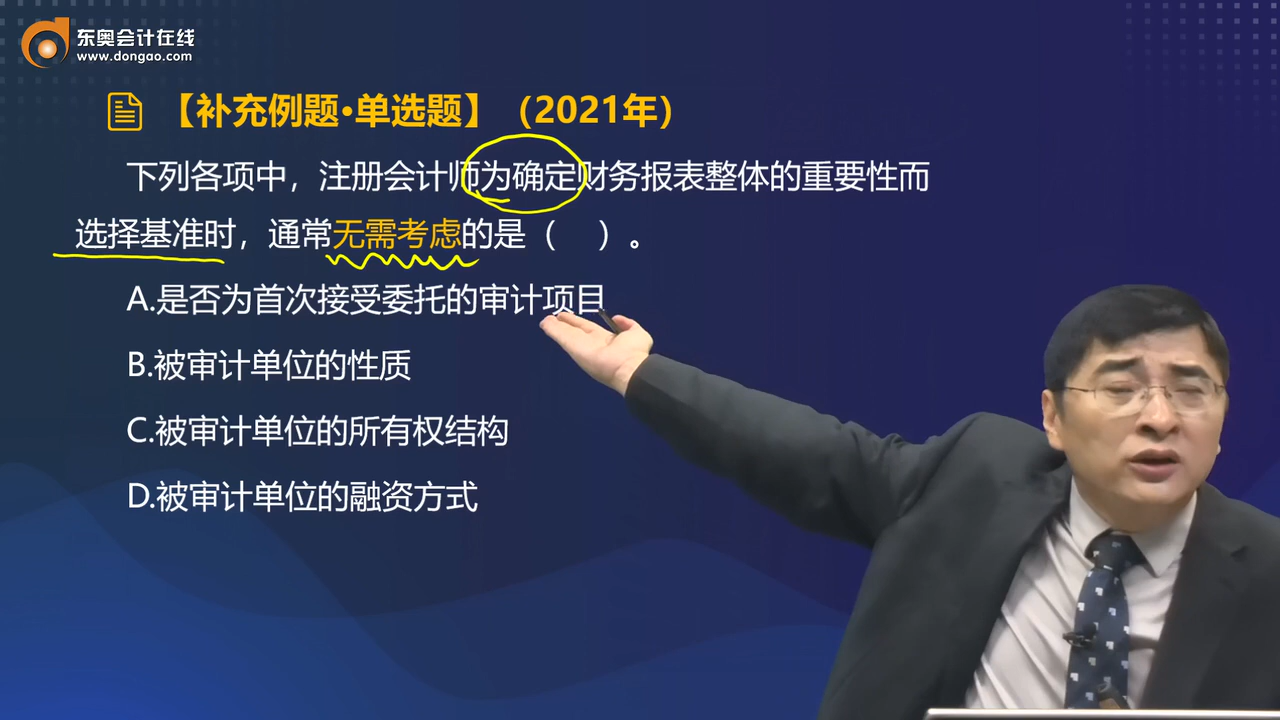 东奥会计在线
www.dongao.com
【补充例题·单选题】（2021年）
下列各项中，注册会计师为确定财务报表整体的重要性而
选择基准时，通常无需考虑的是（ ）。
A.是否为首次接受委托的审计项目
B.被审计单位的性质
C.被审计单位的所有权结构
D.被审计单位的融资方式